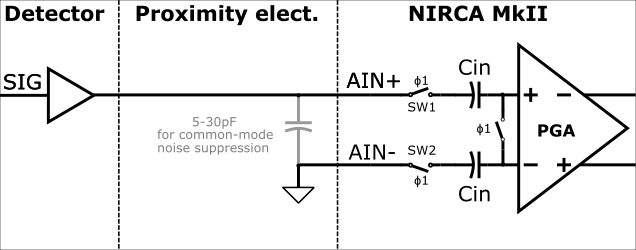 Detector
Proximity elect.
NIRCA MkII
SIG
AIN+
ϕ1
SW1
Cin
5-30pF
for common-mode
noise suppression
ϕ1
+ −
PGA
− +
AIN-
SW2
ϕ1
Cin